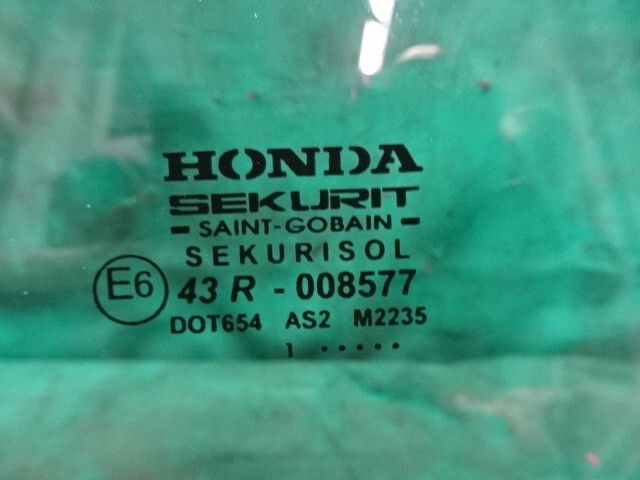 HONDA
SEKURIT
- SAINT-GOBAIN -
SEKURISOL
E6 43 R - 008577
DOT654 AS2 M2235
1 .....